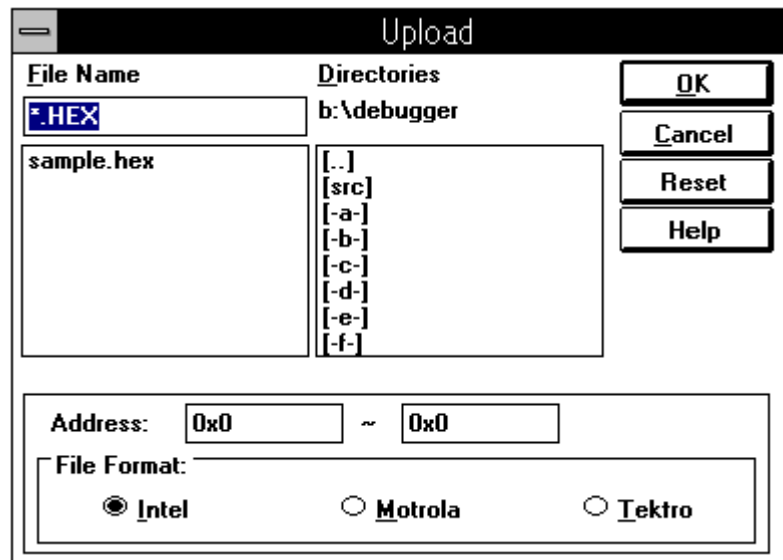 Upload
File Name
Directories
*.HEX
b:\debugger
sample.hex
[..]
[src]
[-a-]
[-b-]
[-c-]
[-d-]
[-e-]
[-f-]
OK
Cancel
Reset
Help
Address: 0x0 ~ 0x0
File Format:
Intel Motrola Tektro